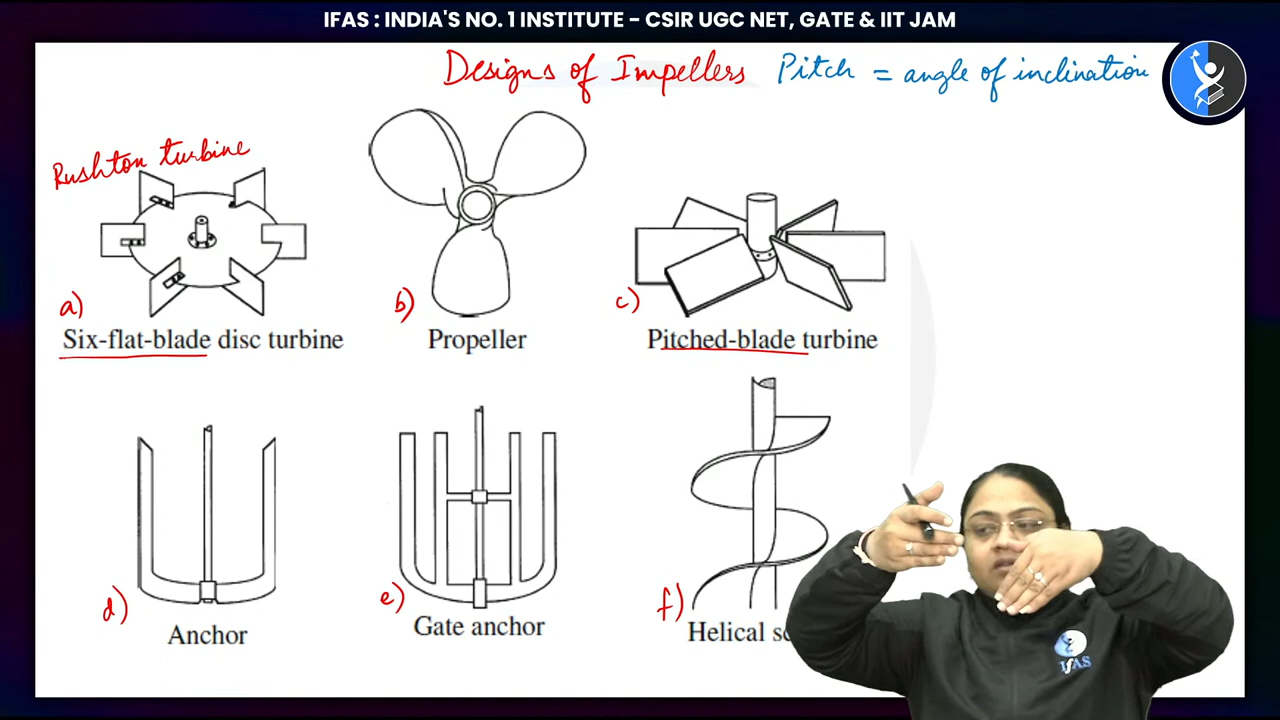 IFAS : INDIA'S NO. 1 INSTITUTE - CSIR UGC NET, GATE & IIT JAM
Designs of Impellers Pitch = angle of inclination
Rushton turbine
a) b) c)
Six-flat-blade disc turbine Propeller Pitched-blade turbine
d) e) f)
Anchor Gate anchor Helical
IFAS